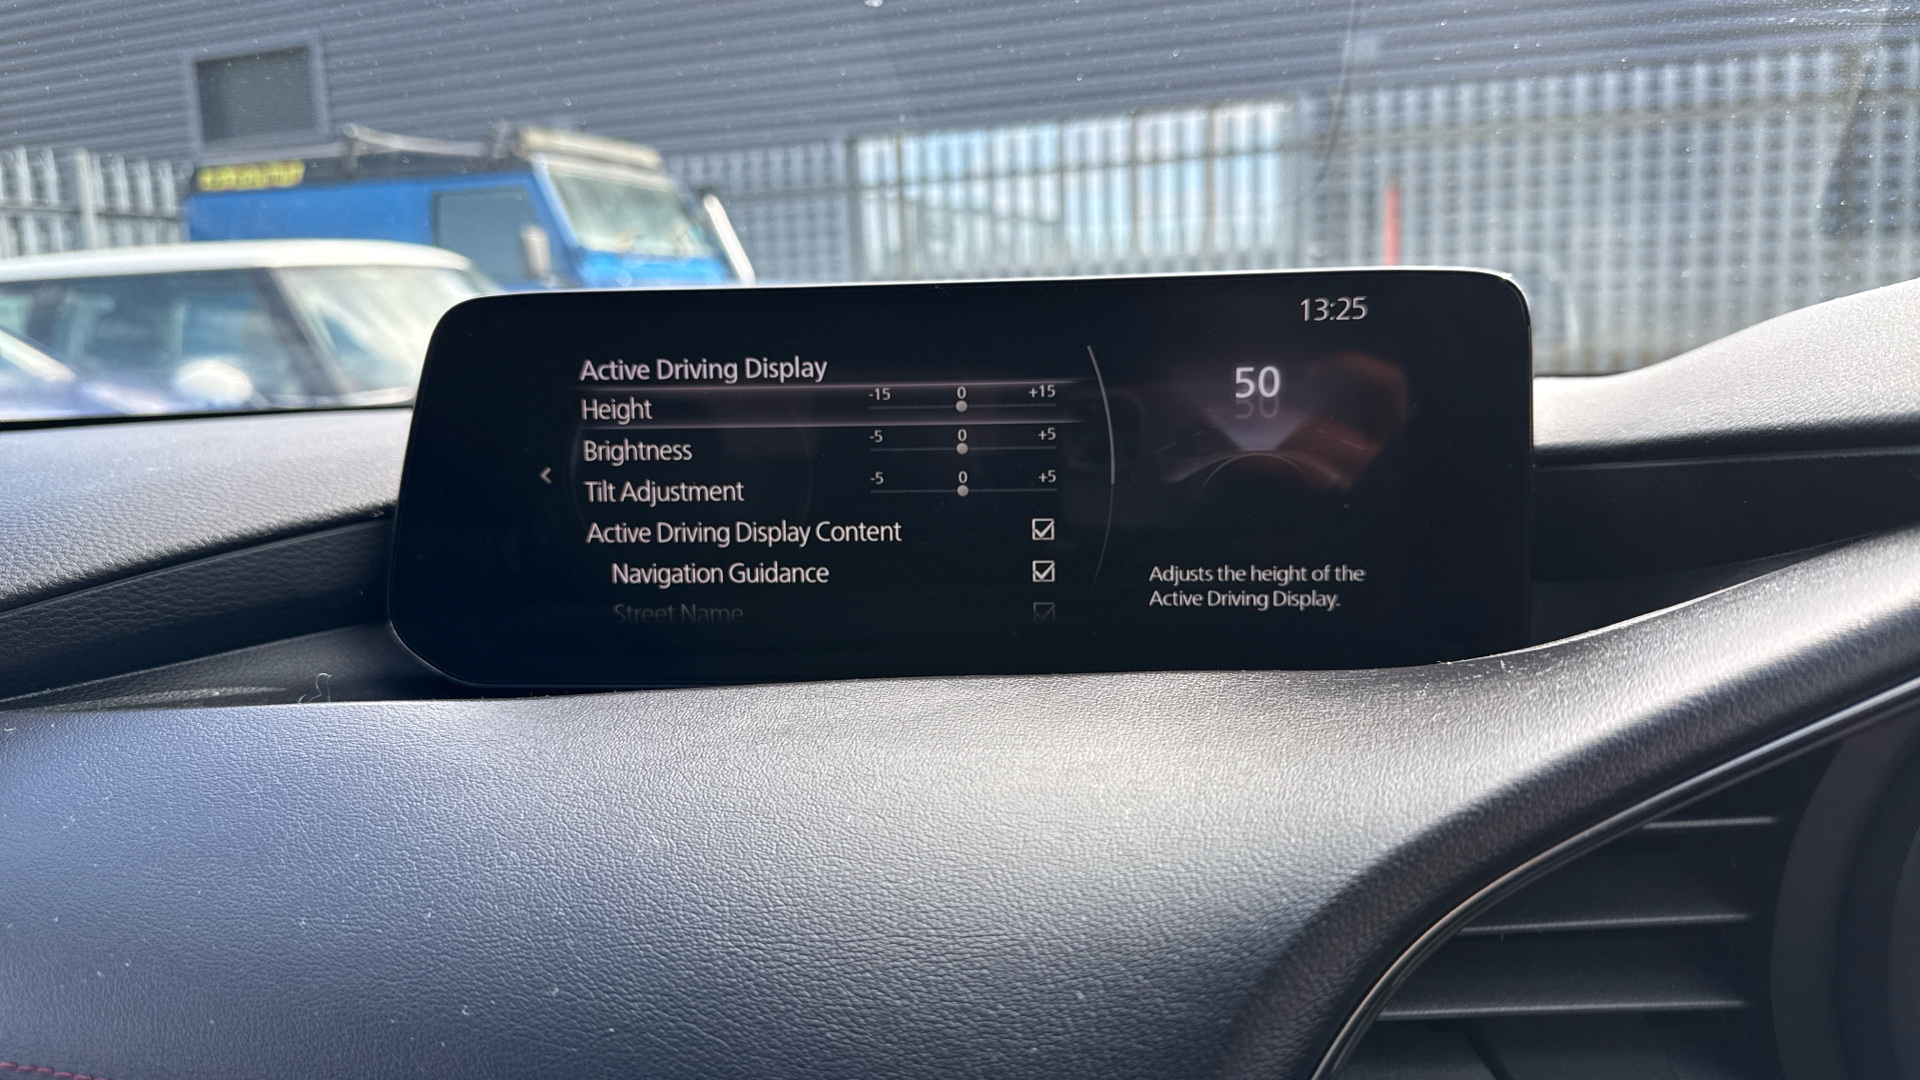 13:25
Active Driving Display
Height -15 0 +15
Brightness -5 0 +5
Tilt Adjustment -5 0 +5
Active Driving Display Content
Navigation Guidance
Street Name
50
50
Adjusts the height of the
Active Driving Display.